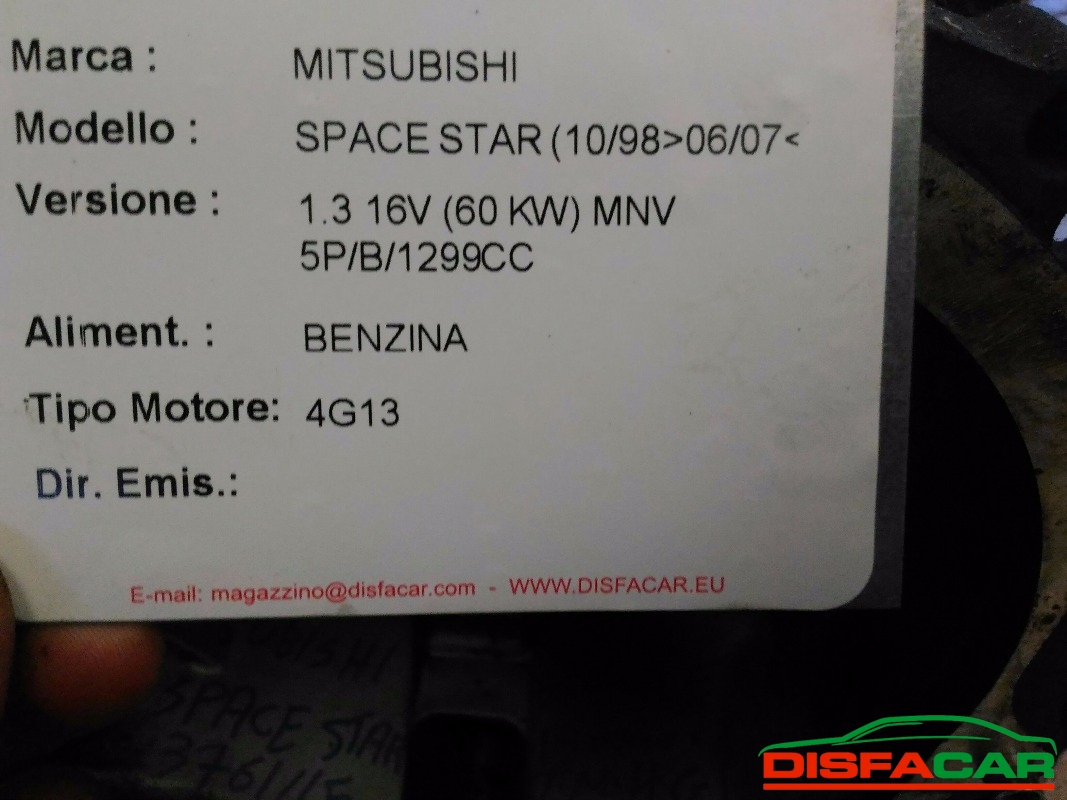 Marca : MITSUBISHI
Modello : SPACE STAR (10/98>06/07<
Versione : 1.3 16V (60 KW) MNV
5P/B/1299CC
Aliment. : BENZINA
Tipo Motore: 4G13
Dir. Emis.:
E-mail: magazzino@disfacar.com - WWW.DISFACAR.EU
SPACE STAR
DISFACAR